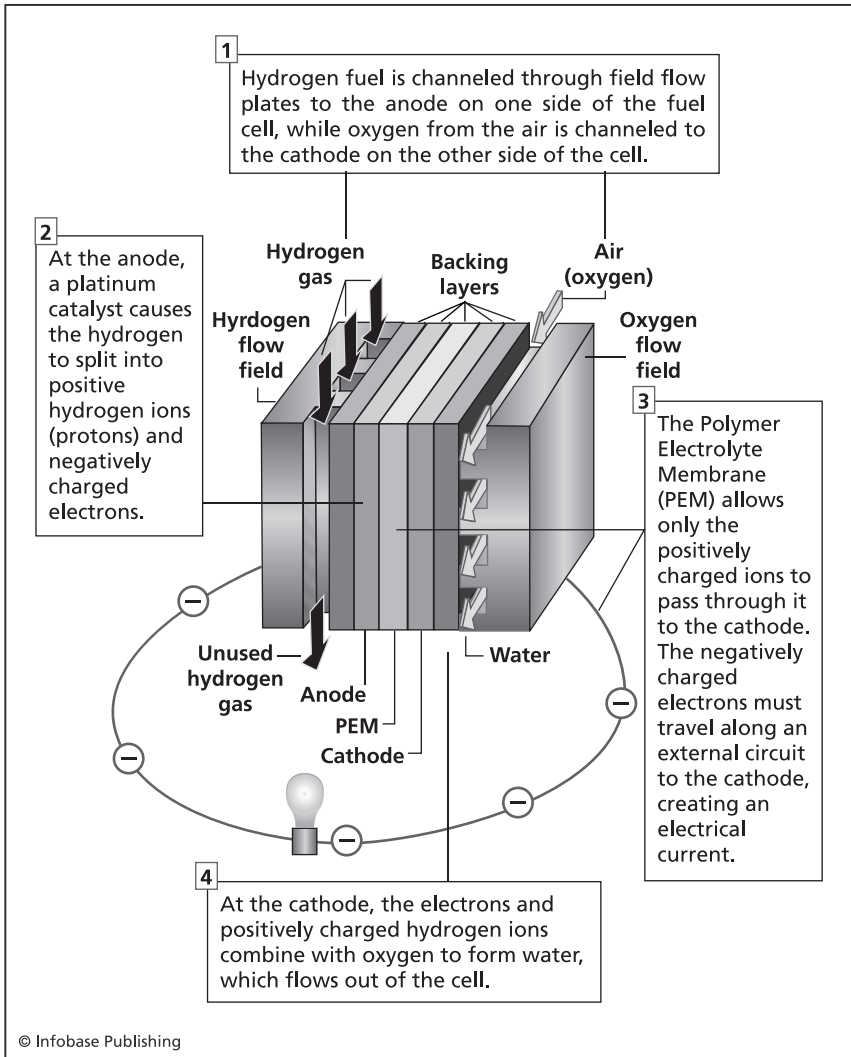 1
Hydrogen fuel is channeled through field flow
plates to the anode on one side of the fuel
cell, while oxygen from the air is channeled to
the cathode on the other side of the cell.
2
At the anode,
a platinum
catalyst causes
the hydrogen
to split into
positive
hydrogen ions
(protons) and
negatively
charged
electrons.
Hydrogen
gas
Backing
layers
Air
(oxygen)
Hyrdogen
flow
field
Oxygen
flow
field
3
The Polymer
Electrolyte
Membrane
(PEM) allows
only the
positively
charged ions to
pass through it
to the cathode.
The negatively
charged
electrons must
travel along an
external circuit
to the cathode,
creating an
electrical
current.
Unused
hydrogen
gas
Anode
PEM
Cathode
Water
−
−
−
−
−
4
At the cathode, the electrons and
positively charged hydrogen ions
combine with oxygen to form water,
which flows out of the cell.
© Infobase Publishing